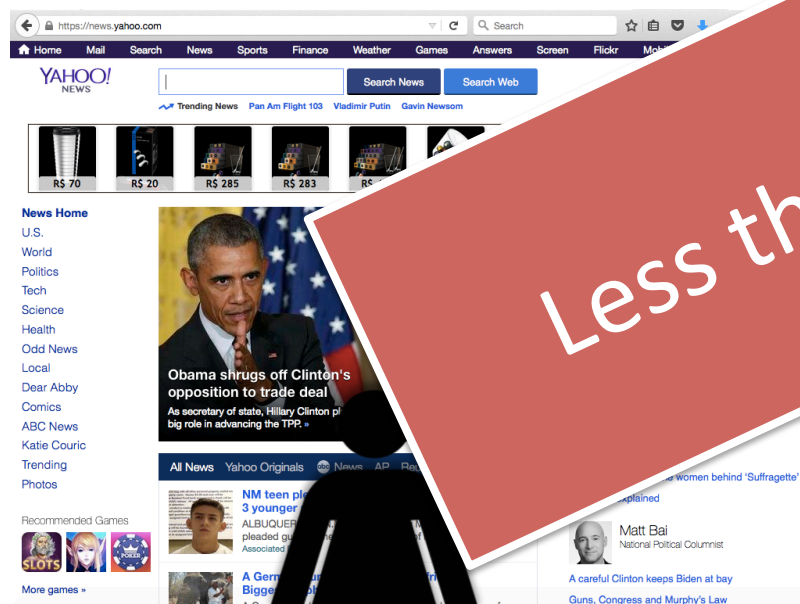 https://news.yahoo.com
Search
Home Mail Search News Sports Finance Weather Games Answers Screen Flickr
YAHOO!
NEWS
Search News
Search Web
Trending News Pan Am Flight 103 Vladimir Putin Gavin Newsom
R$ 70
R$ 20
R$ 285
R$ 283
R$
News Home
U.S.
World
Politics
Tech
Science
Health
Odd News
Local
Dear Abby
Comics
ABC News
Katie Couric
Trending
Photos
Recommended Games
SLOTS
POKER
More games »
Obama shrugs off Clinton's
opposition to trade deal
As secretary of state, Hillary Clinton pl
big role in advancing the TPP. »
All News Yahoo Originals abc News AP
NM teen ple
3 younger
ALBUQUER
pleaded gu
Associated
A Ger
Bigge
Less th
women behind 'Suffragette'
explained
Matt Bai
National Political Columnist
A careful Clinton keeps Biden at bay
Guns, Congress and Murphy's Law